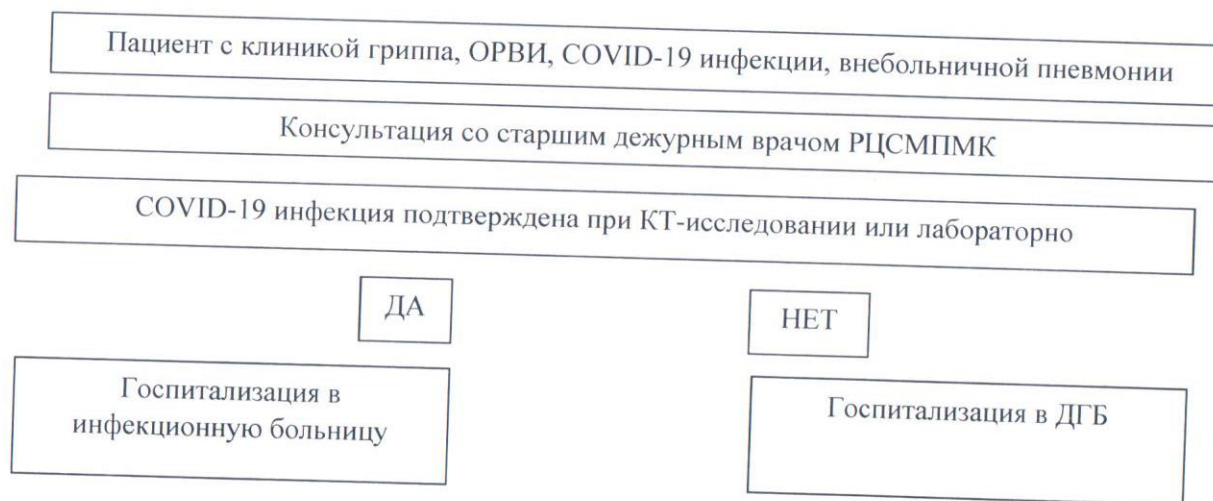 Пациент с клиникой гриппа, ОРВИ, COVID-19 инфекции, внебольничной пневмонии
Консультация со старшим дежурным врачом РЦСМПМК
COVID-19 инфекция подтверждена при КТ-исследовании или лабораторно
ДА
НЕТ
Госпитализация в
инфекционную больницу
Госпитализация в ДГБ